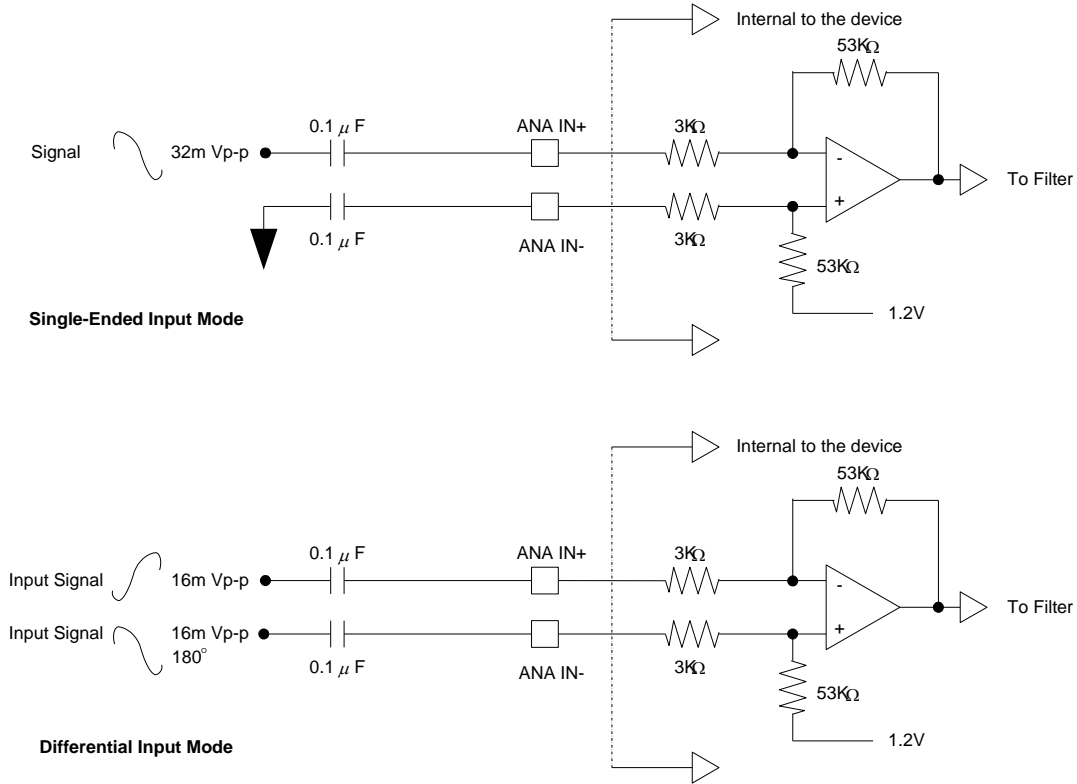 Internal to the device
53KΩ
0.1 μ F
ANA IN+
3KΩ
Signal
32m Vp-p
-
To Filter
+
0.1 μ F
ANA IN-
3KΩ
53KΩ
1.2V
Single-Ended Input Mode
Internal to the device
53KΩ
0.1 μ F
ANA IN+
3KΩ
Input Signal
16m Vp-p
-
To Filter
Input Signal
16m Vp-p
180°
+
0.1 μ F
ANA IN-
3KΩ
53KΩ
1.2V
Differential Input Mode